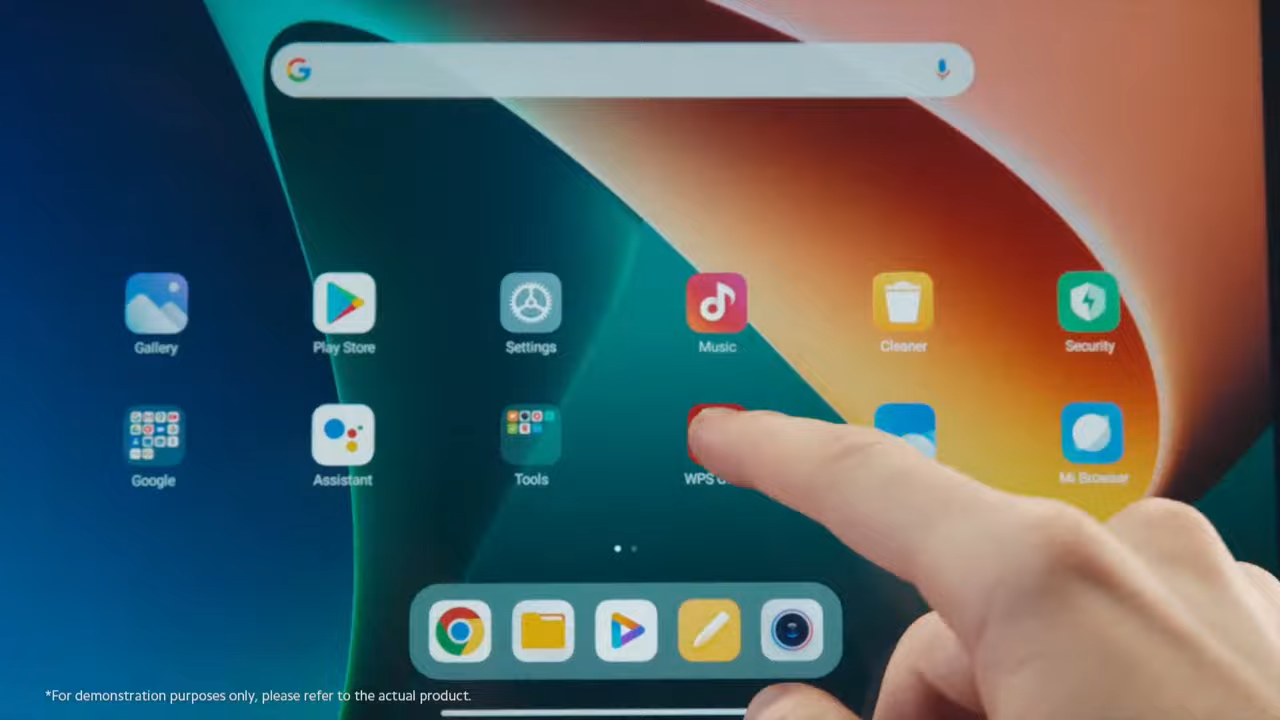 Gallery
Play Store
Settings
Music
Cleaner
Security
Google
Assistant
Tools
WPS
Mi Browser
*For demonstration purposes only, please refer to the actual product.